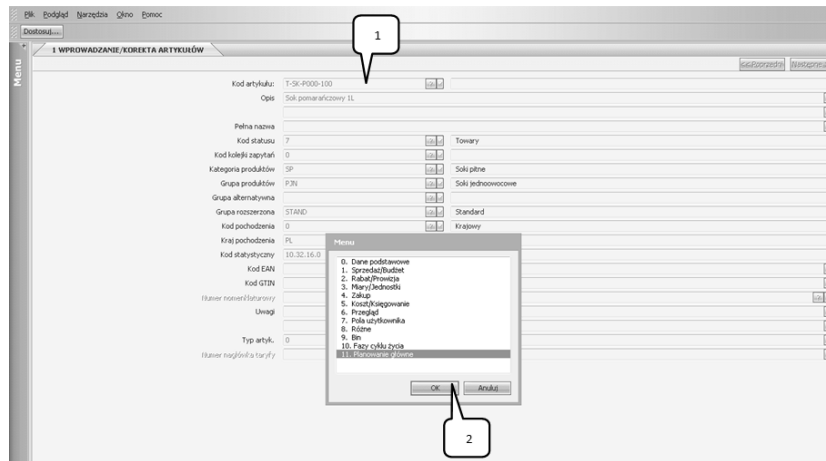 Plik Podgląd Narzędzia Okno Pomoc
Dostosuj...
1
Menu
1 WPROWADZANIE/KOREKTA ARTYKUŁÓW
<<Poprzedni Następne
Kod artykułu: T-SK-P000-100
Opis Sok pomarańczowy 1L
Pełna nazwa
Kod statusu 7 Towary
Kod kolejki zapytań 0
Kategoria produktów SP Soki pitne
Grupa produktów PJN Soki jednoowocowe
Grupa alternatywna
Grupa rozszerzona STAND Standard
Kod pochodzenia 0 Krajowy
Kraj pochodzenia PL
Kod statystyczny 10.32.16.0
Kod EAN
Kod GTIN
Uwagi
Typ artyk. 0
Numer nagłówka taryfy
Menu
0. Dane podstawowe
1. Sprzedaż/Budżet
2. Rabat/Prowizja
3. Miary/Jednostki
4. Zakup
5. Koszt/Księgowanie
6. Przegląd
7. Pola użytkownika
8. Różne
9. Bin
10. Fazy cyklu życia
11. Planowanie główne
OK Anuluj
2